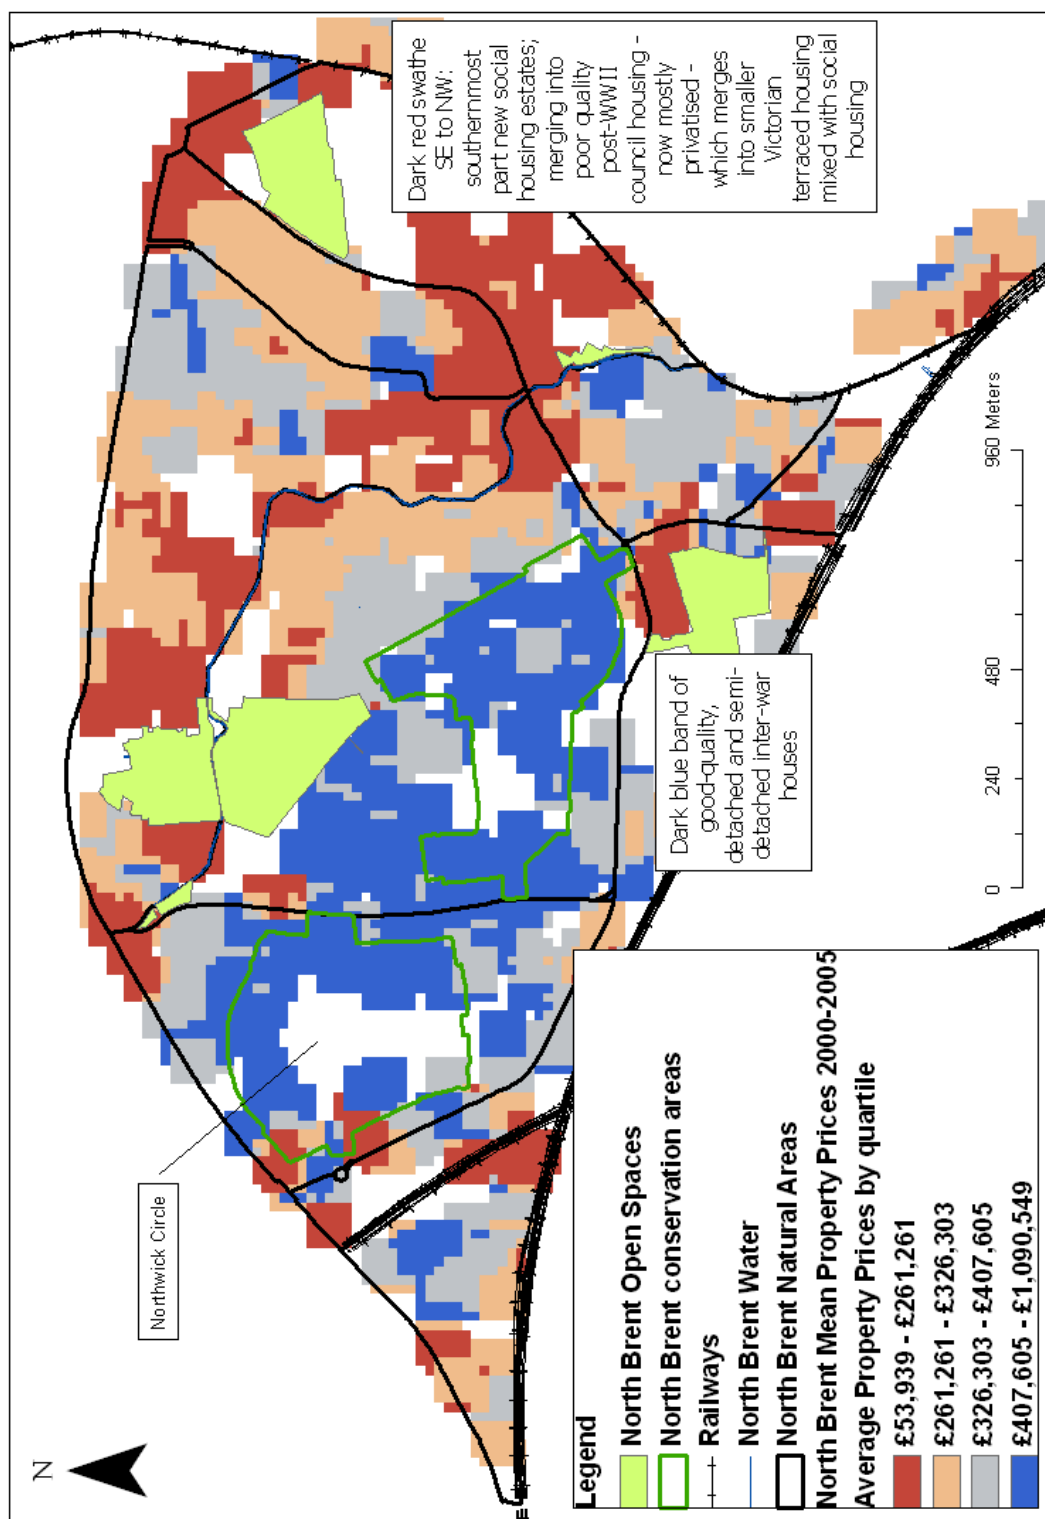 N
Northwick Circle
Dark red swathe
SE to NW:
southernmost
part new social
housing estates;
merging into
poor quality
post-WWII
council housing -
now mostly
privatised -
which merges
into smaller
Victorian
terraced housing
mixed with social
housing
Dark blue band of
good-quality,
detached and semi-
detached inter-war
houses
Legend
North Brent Open Spaces
North Brent conservation areas
Railways
North Brent Water
North Brent Natural Areas
North Brent Mean Property Prices 2000-2005
Average Property Prices by quartile
£53,939 - £261,261
£261,261 - £326,303
£326,303 - £407,605
£407,605 - £1,090,549
0 240 480 960 Meters